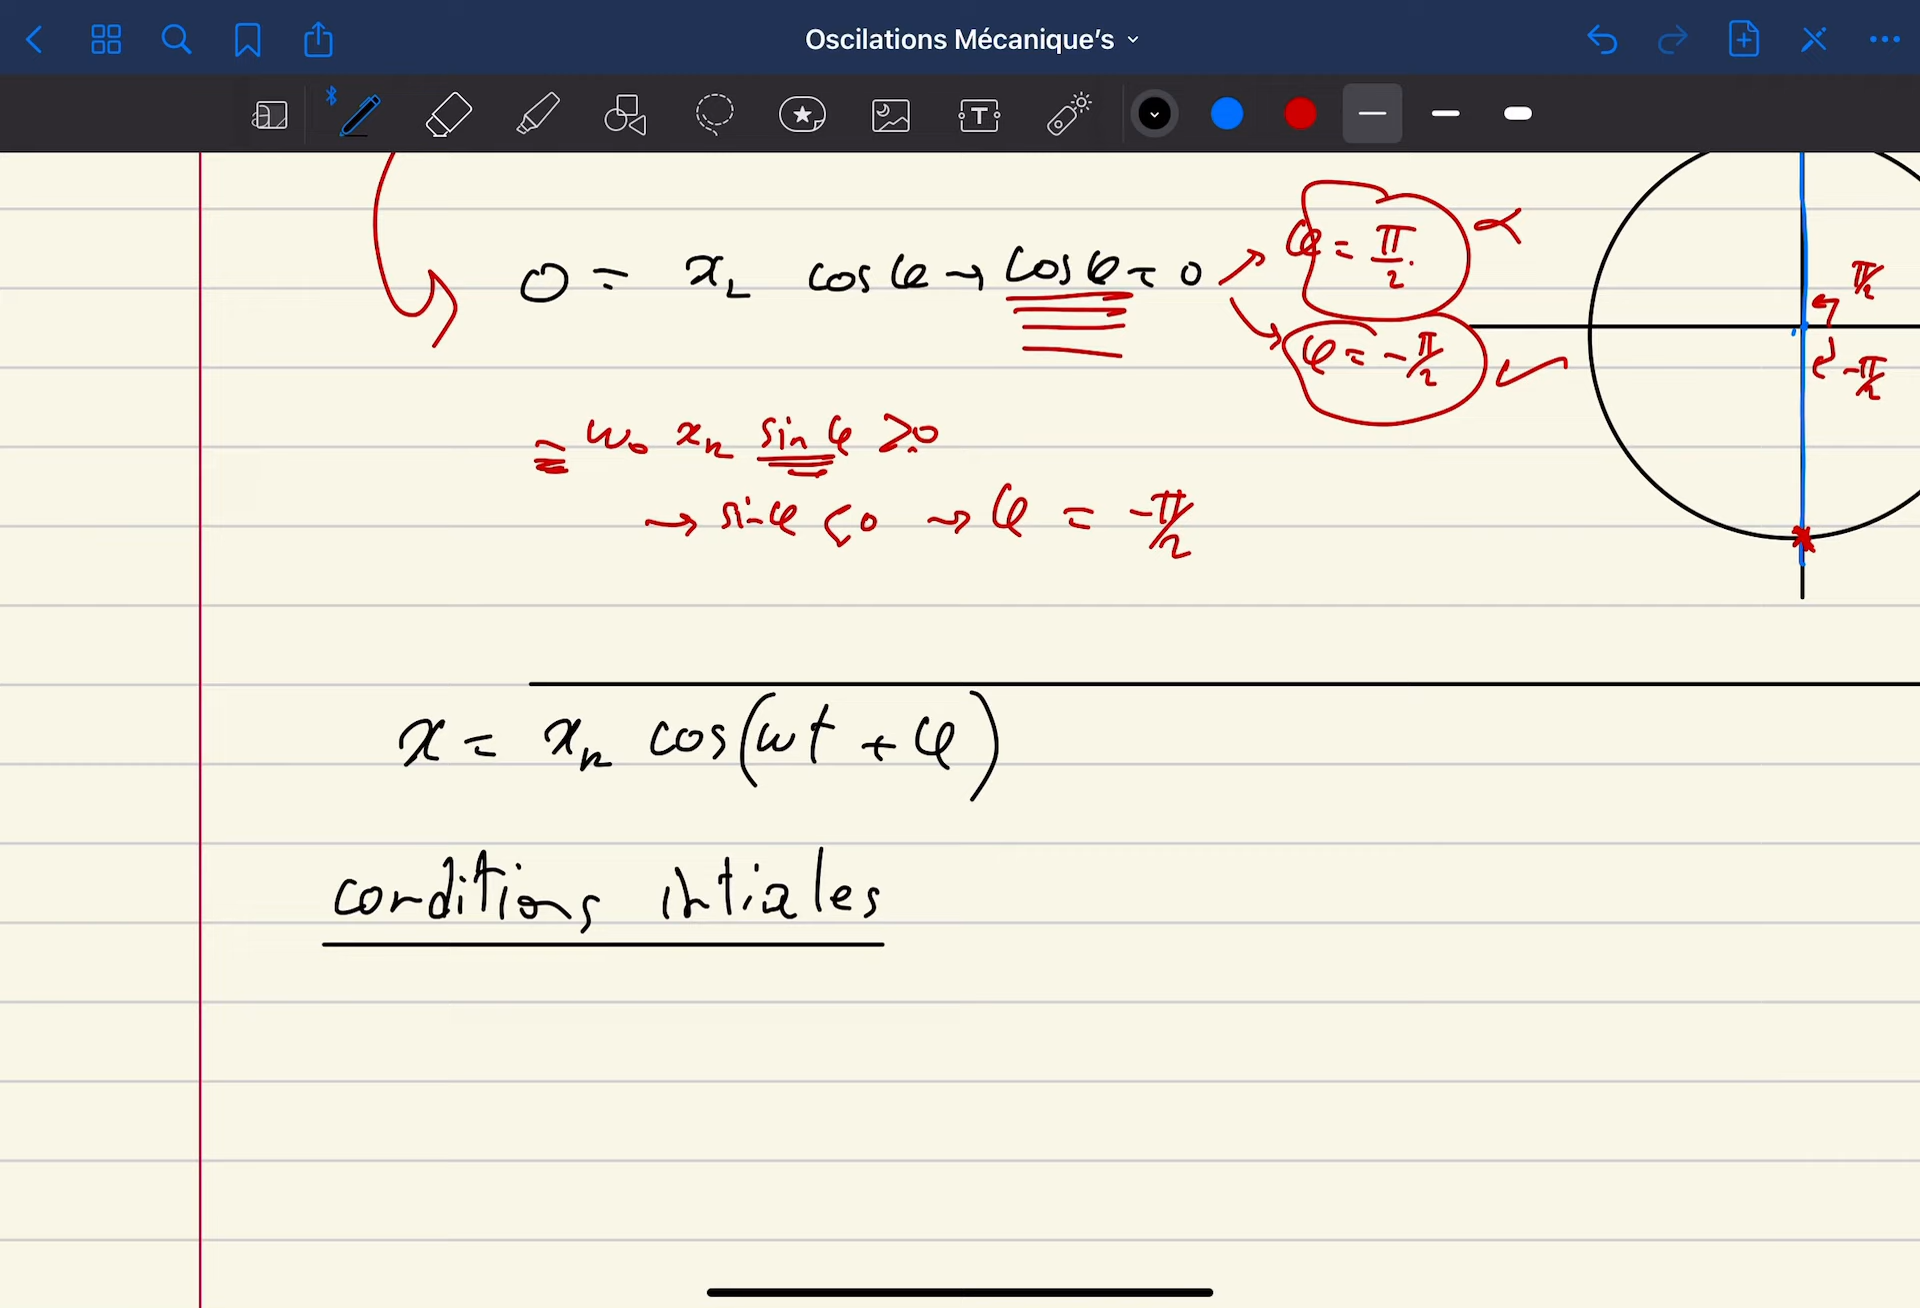 Oscilations Mécanique’s
0 = x_L cos φ → cos φ = 0
φ = π/2
φ = -π/2
π/2
-π/2
= ω₀ x_n sin φ > 0
→ sin φ < 0 → φ = -π/2
x = x_n cos(ωt + φ)
conditions intiales